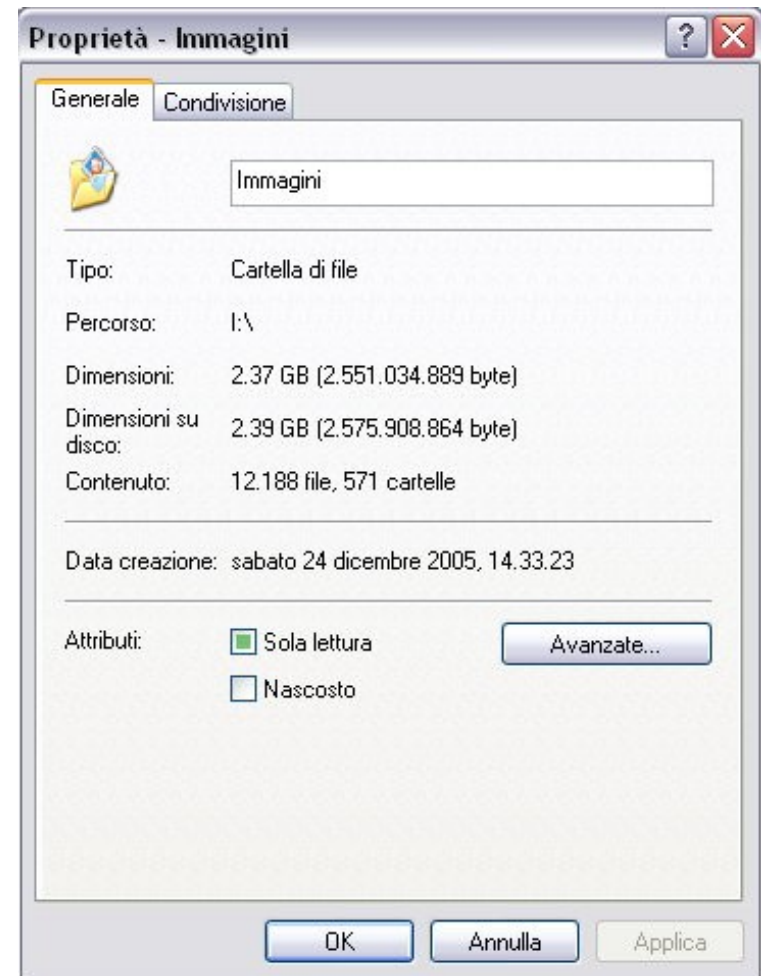 Proprietà - Immagini
Generale
Condivisione
Immagini
Tipo: Cartella di file
Percorso: I:\
Dimensioni: 2.37 GB (2.551.034.889 byte)
Dimensioni su
disco: 2.39 GB (2.575.908.864 byte)
Contenuto: 12.188 file, 571 cartelle
Data creazione: sabato 24 dicembre 2005, 14.33.23
Attributi: Sola lettura Avanzate...
Nascosto
OK Annulla Applica